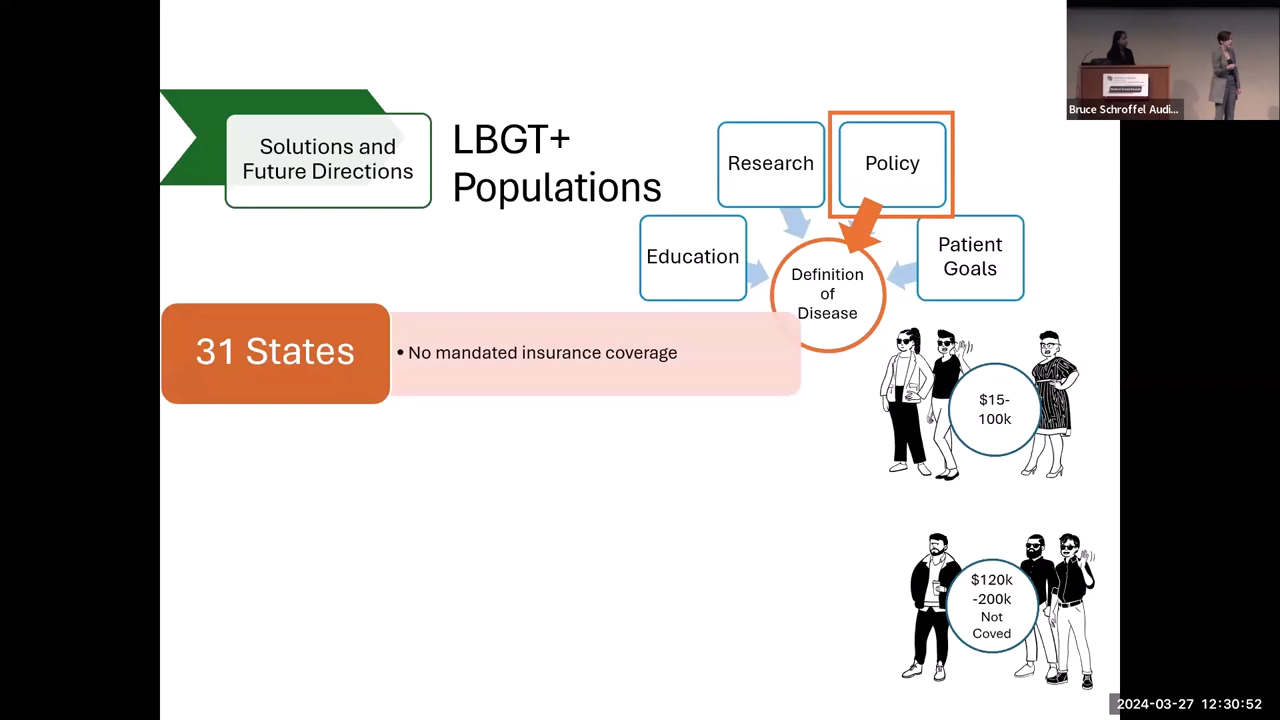 Solutions and
Future Directions
LBGT+
Populations
Research
Policy
Education
Patient
Goals
Definition
of
Disease
31 States
• No mandated insurance coverage
$15-
100k
$120k
-200k
Not
Coved
Bruce Schroffel Audi...
2024-03-27 12:30:52